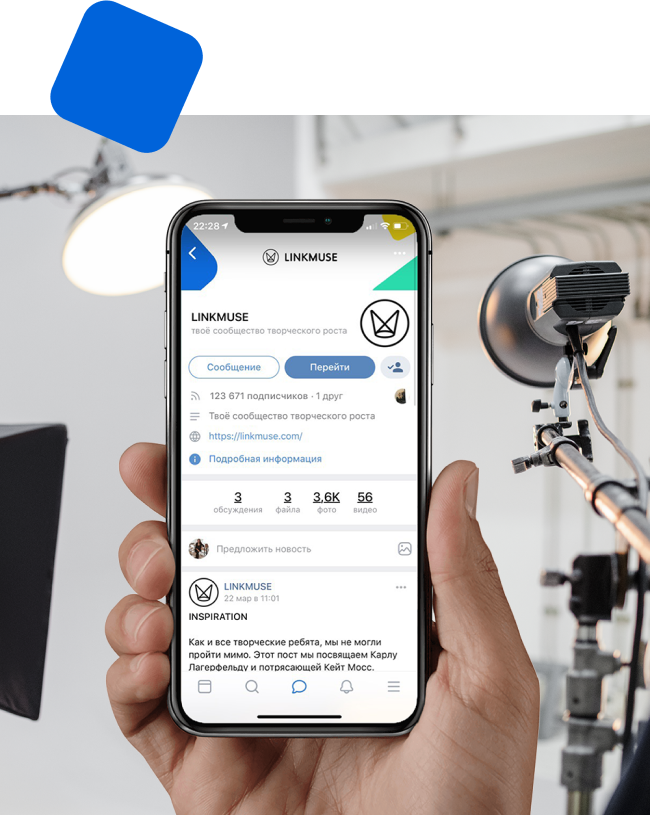 22:28
LINKMUSE
LINKMUSE
твоё сообщество творческого роста
Сообщение
Перейти
123 671 подписчиков · 1 друг
Твоё сообщество творческого роста
https://linkmuse.com/
Подробная информация
3 3 3,6K 56
обсуждения файла фото видео
Предложить новость
LINKMUSE
22 мар в 11:01
INSPIRATION
Как и все творческие ребята, мы не могли
пройти мимо. Этот пост мы посвящаем Карлу
Лагерфельду и потрясающей Кейт Мосс.